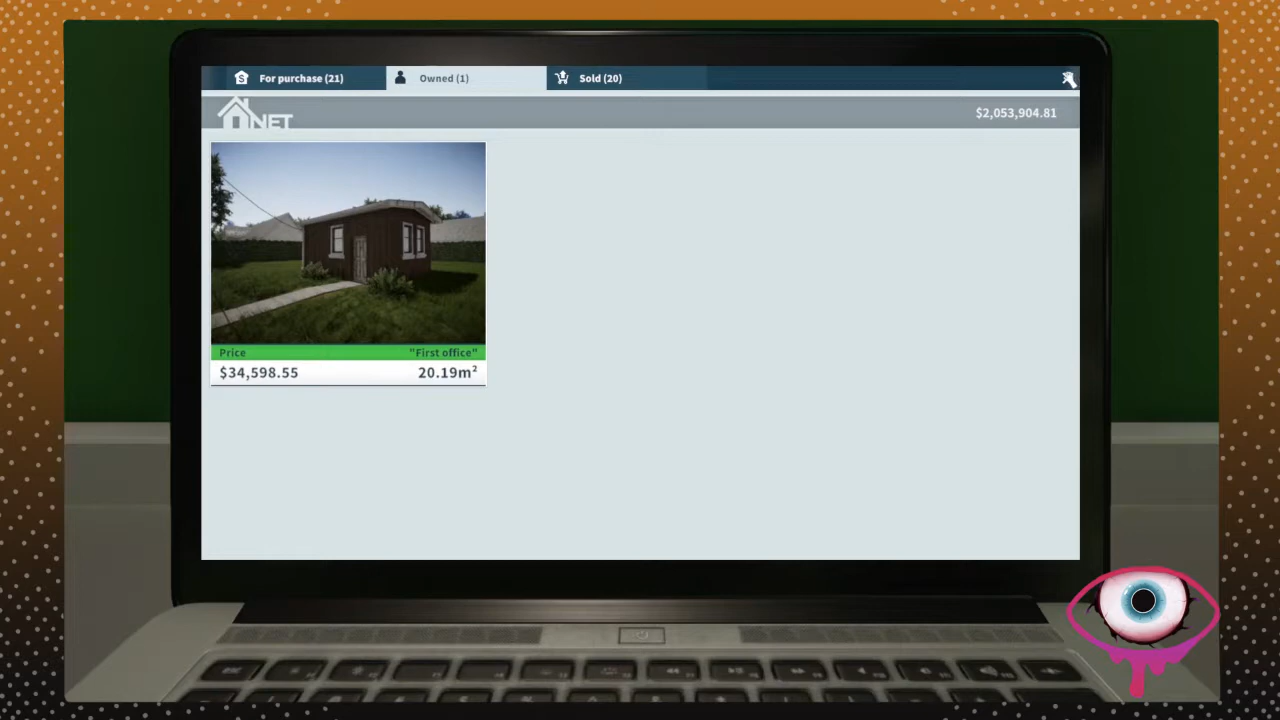 For purchase (21)
Owned (1)
Sold (20)
NET
$2,053,904.81
Price
"First office"
$34,598.55
20.19m²